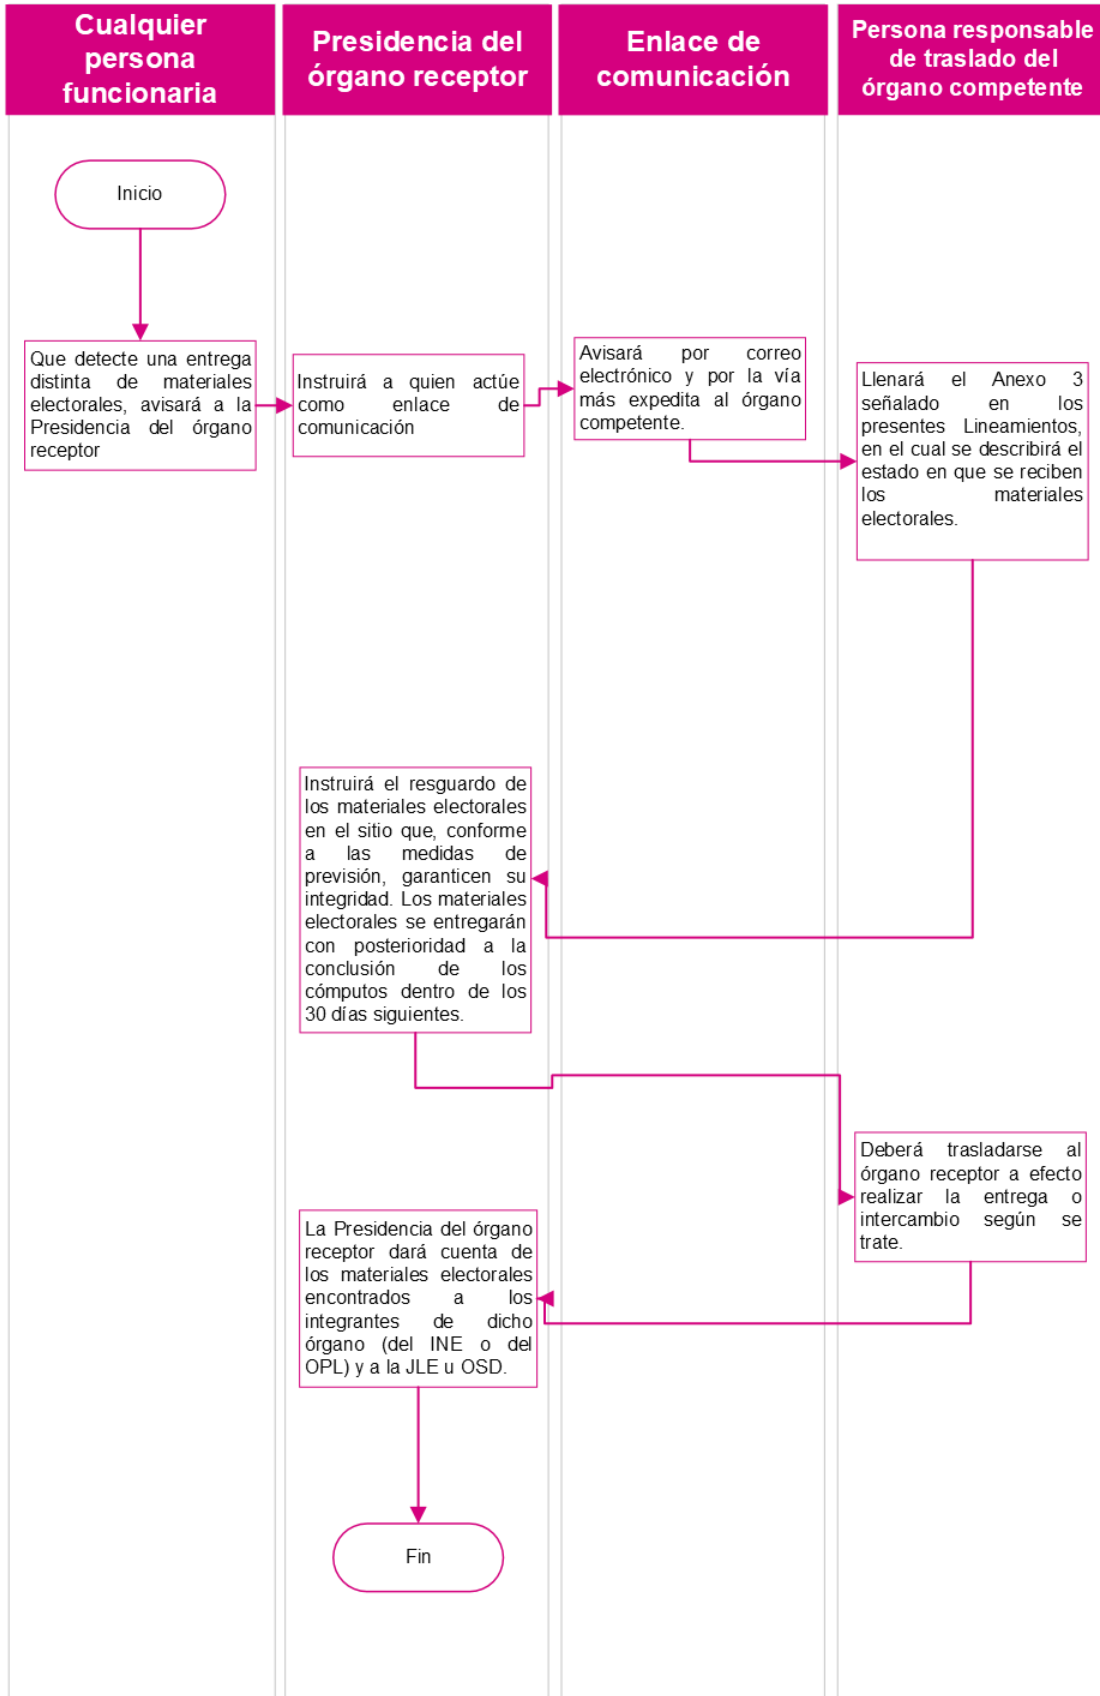 Cualquier
persona
funcionaria
Presidencia del
órgano receptor
Enlace de
comunicación
Persona responsable
de traslado del
órgano competente
Inicio
Que detecte una entrega
distinta de materiales
electorales, avisará a la
Presidencia del órgano
receptor
Instruirá a quien actúe
como enlace de
comunicación
Avisará por correo
electrónico y por la vía
más expedita al órgano
competente.
Llenará el Anexo 3
señalado en los
presentes Lineamientos,
en el cual se describirá el
estado en que se reciben
los materiales
electorales.
Instruirá el resguardo de
los materiales electorales
en el sitio que, conforme
a las medidas de
previsión, garanticen su
integridad. Los materiales
electorales se entregarán
con posterioridad a la
conclusión de los
cómputos dentro de los
30 días siguientes.
Deberá trasladarse al
órgano receptor a efecto
realizar la entrega o
intercambio según se
trate.
La Presidencia del órgano
receptor dará cuenta de
los materiales electorales
encontrados a los
integrantes de dicho
órgano (del INE o del
OPL) y a la JLE u OSD.
Fin